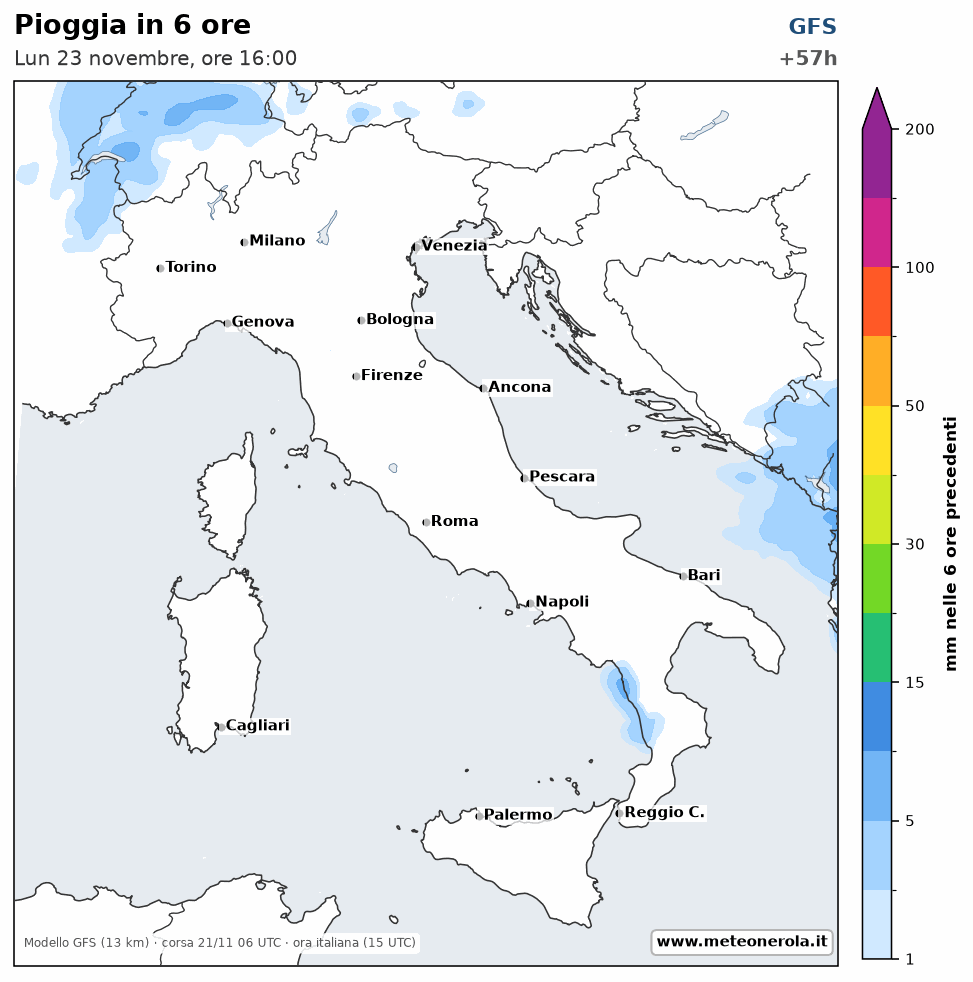 Pioggia in 6 ore
GFS
Lun 23 novembre, ore 16:00
+57h
Milano
Venezia
Torino
Genova
Bologna
Firenze
Ancona
Pescara
Roma
Bari
Napoli
Cagliari
Palermo
Reggio C.
Modello GFS (13 km) · corsa 21/11 06 UTC · ora italiana (15 UTC)
www.meteonerola.it
200
100
50
30
15
5
1
mm nelle 6 ore precedenti